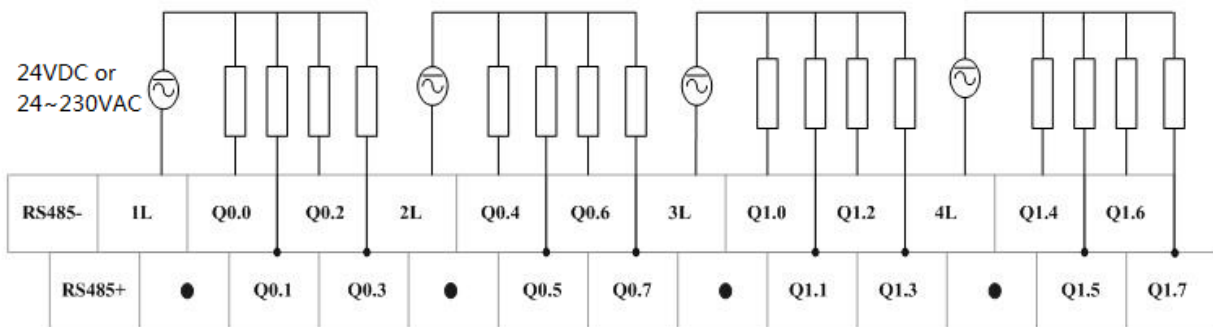 24VDC or
24~230VAC
RS485- 1L Q0.0 Q0.2 2L Q0.4 Q0.6 3L Q1.0 Q1.2 4L Q1.4 Q1.6
RS485+ ● Q0.1 Q0.3 ● Q0.5 Q0.7 ● Q1.1 Q1.3 ● Q1.5 Q1.7